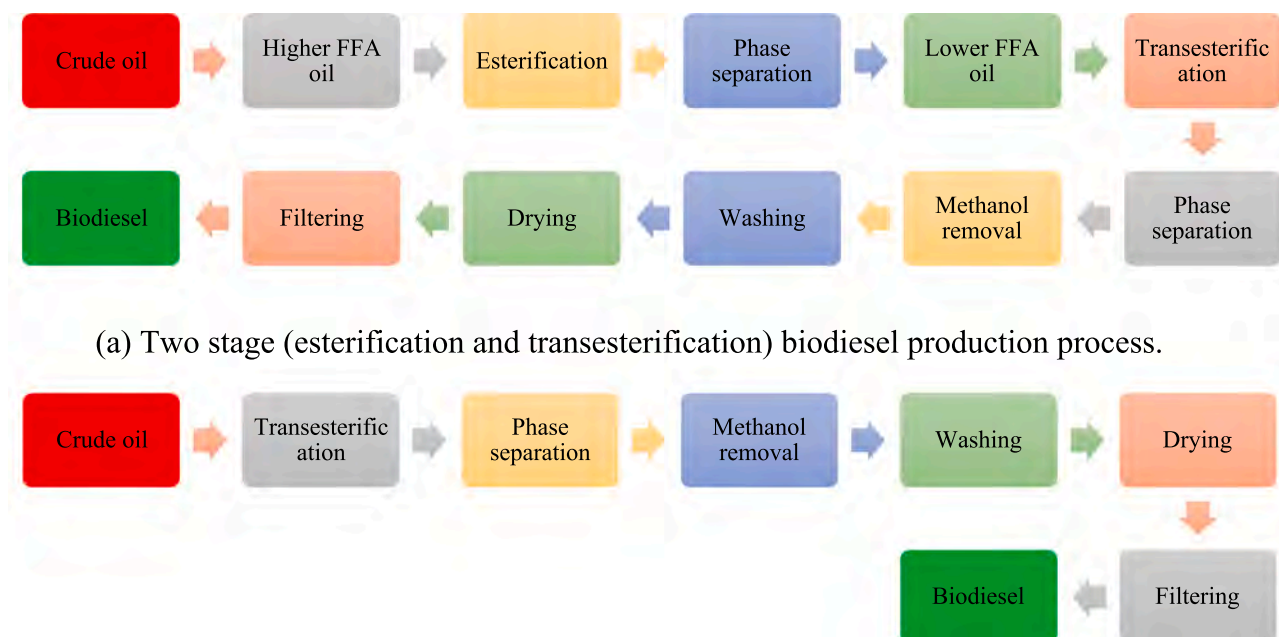 Crude oil
Higher FFA
oil
Esterification
Phase
separation
Lower FFA
oil
Transesterific
ation
Biodiesel
Filtering
Drying
Washing
Methanol
removal
Phase
separation
(a) Two stage (esterification and transesterification) biodiesel production process.
Crude oil
Transesterific
ation
Phase
separation
Methanol
removal
Washing
Drying
Biodiesel
Filtering